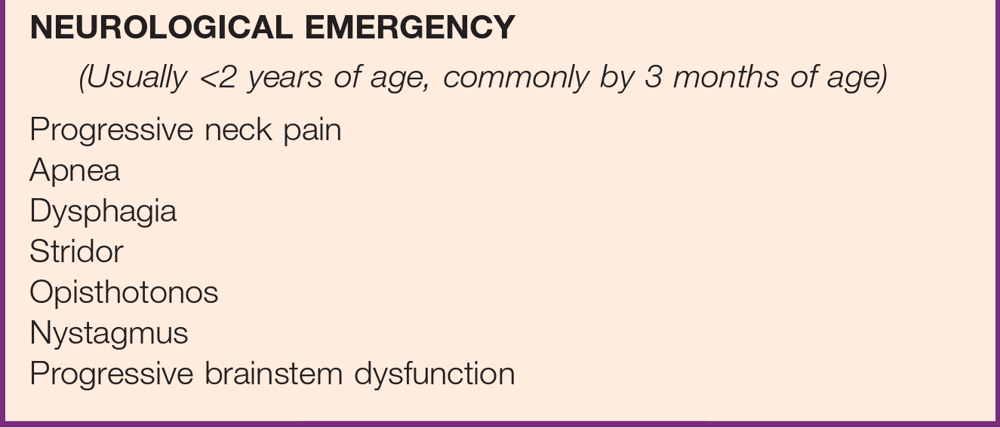 NEUROLOGICAL EMERGENCY
(Usually <2 years of age, commonly by 3 months of age)
Progressive neck pain
Apnea
Dysphagia
Stridor
Opisthotonos
Nystagmus
Progressive brainstem dysfunction